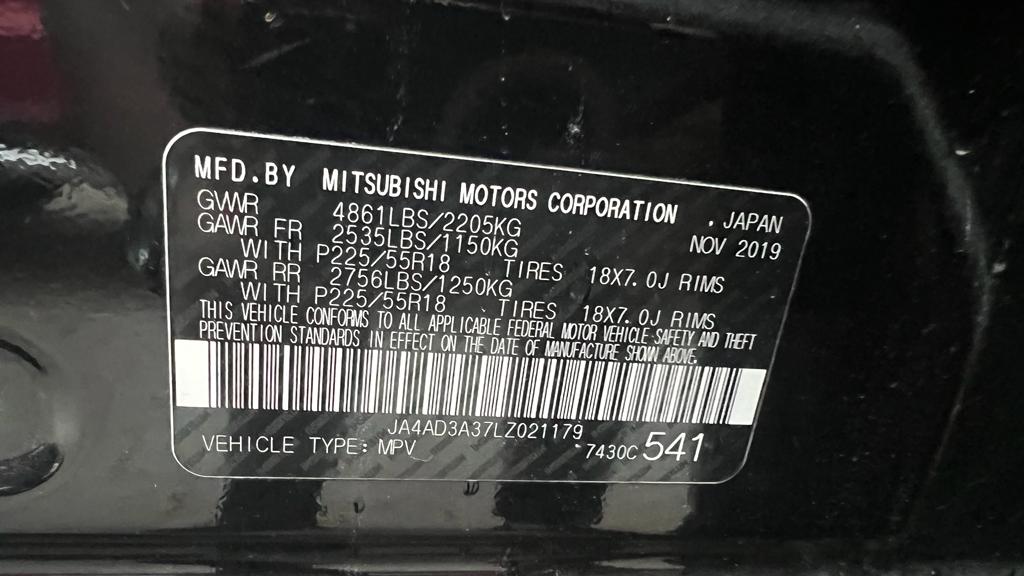 MFD.BY MITSUBISHI MOTORS CORPORATION . JAPAN
GVWR 4861LBS/2205KG NOV 2019
GAWR FR 2535LBS/1150KG
WITH P225/55R18 TIRES 18X7.0J RIMS
GAWR RR 2756LBS/1250KG
WITH P225/55R18 TIRES 18X7.0J RIMS
THIS VEHICLE CONFORMS TO ALL APPLICABLE FEDERAL MOTOR VEHICLE SAFETY AND THEFT
PREVENTION STANDARDS IN EFFECT ON THE DATE OF MANUFACTURE SHOWN ABOVE.
JA4AD3A37LZ021179
VEHICLE TYPE: MPV 7430C 541